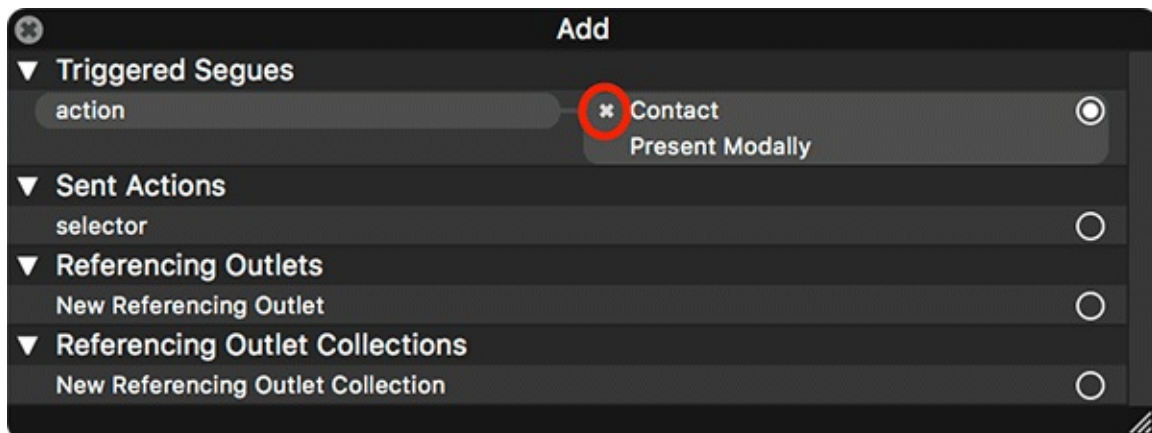 Add
Triggered Segues
action
Contact
Present Modally
Sent Actions
selector
Referencing Outlets
New Referencing Outlet
Referencing Outlet Collections
New Referencing Outlet Collection